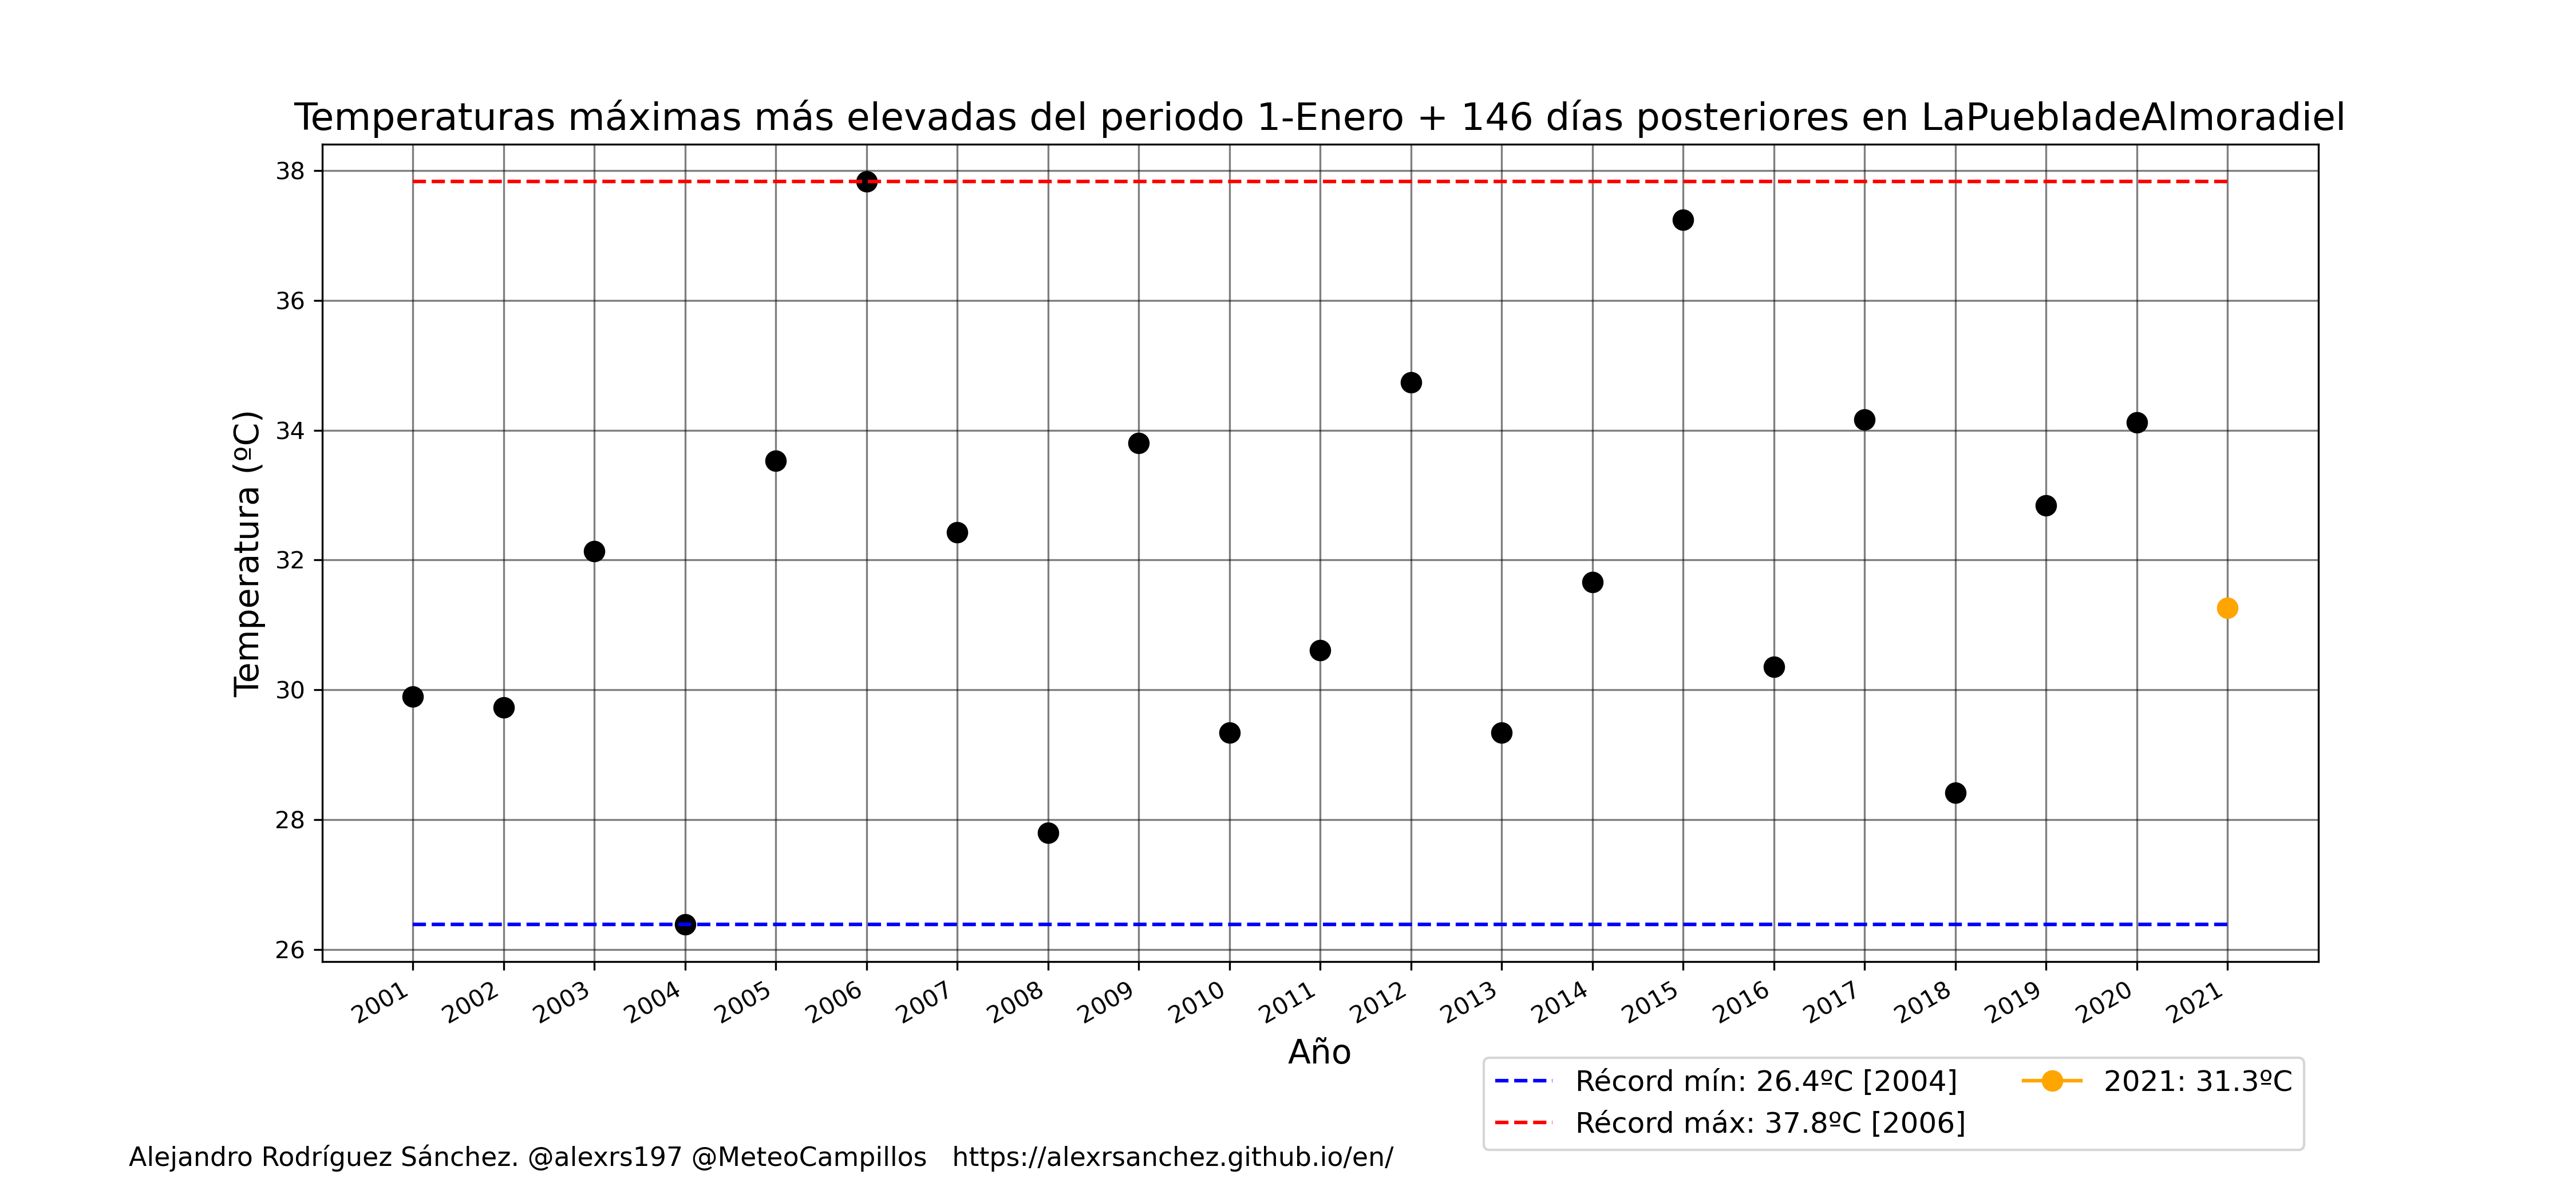 Temperaturas máximas más elevadas del periodo 1-Enero + 146 días posteriores en LaPuebladeAlmoradiel
Temperatura (ºC)
38
36
34
32
30
28
26
2001 2002 2003 2004 2005 2006 2007 2008 2009 2010 2011 2012 2013 2014 2015 2016 2017 2018 2019 2020 2021
Año
Récord mín: 26.4ºC [2004]
Récord máx: 37.8ºC [2006]
2021: 31.3ºC
Alejandro Rodríguez Sánchez. @alexrs197 @MeteoCampillos https://alexrsanchez.github.io/en/